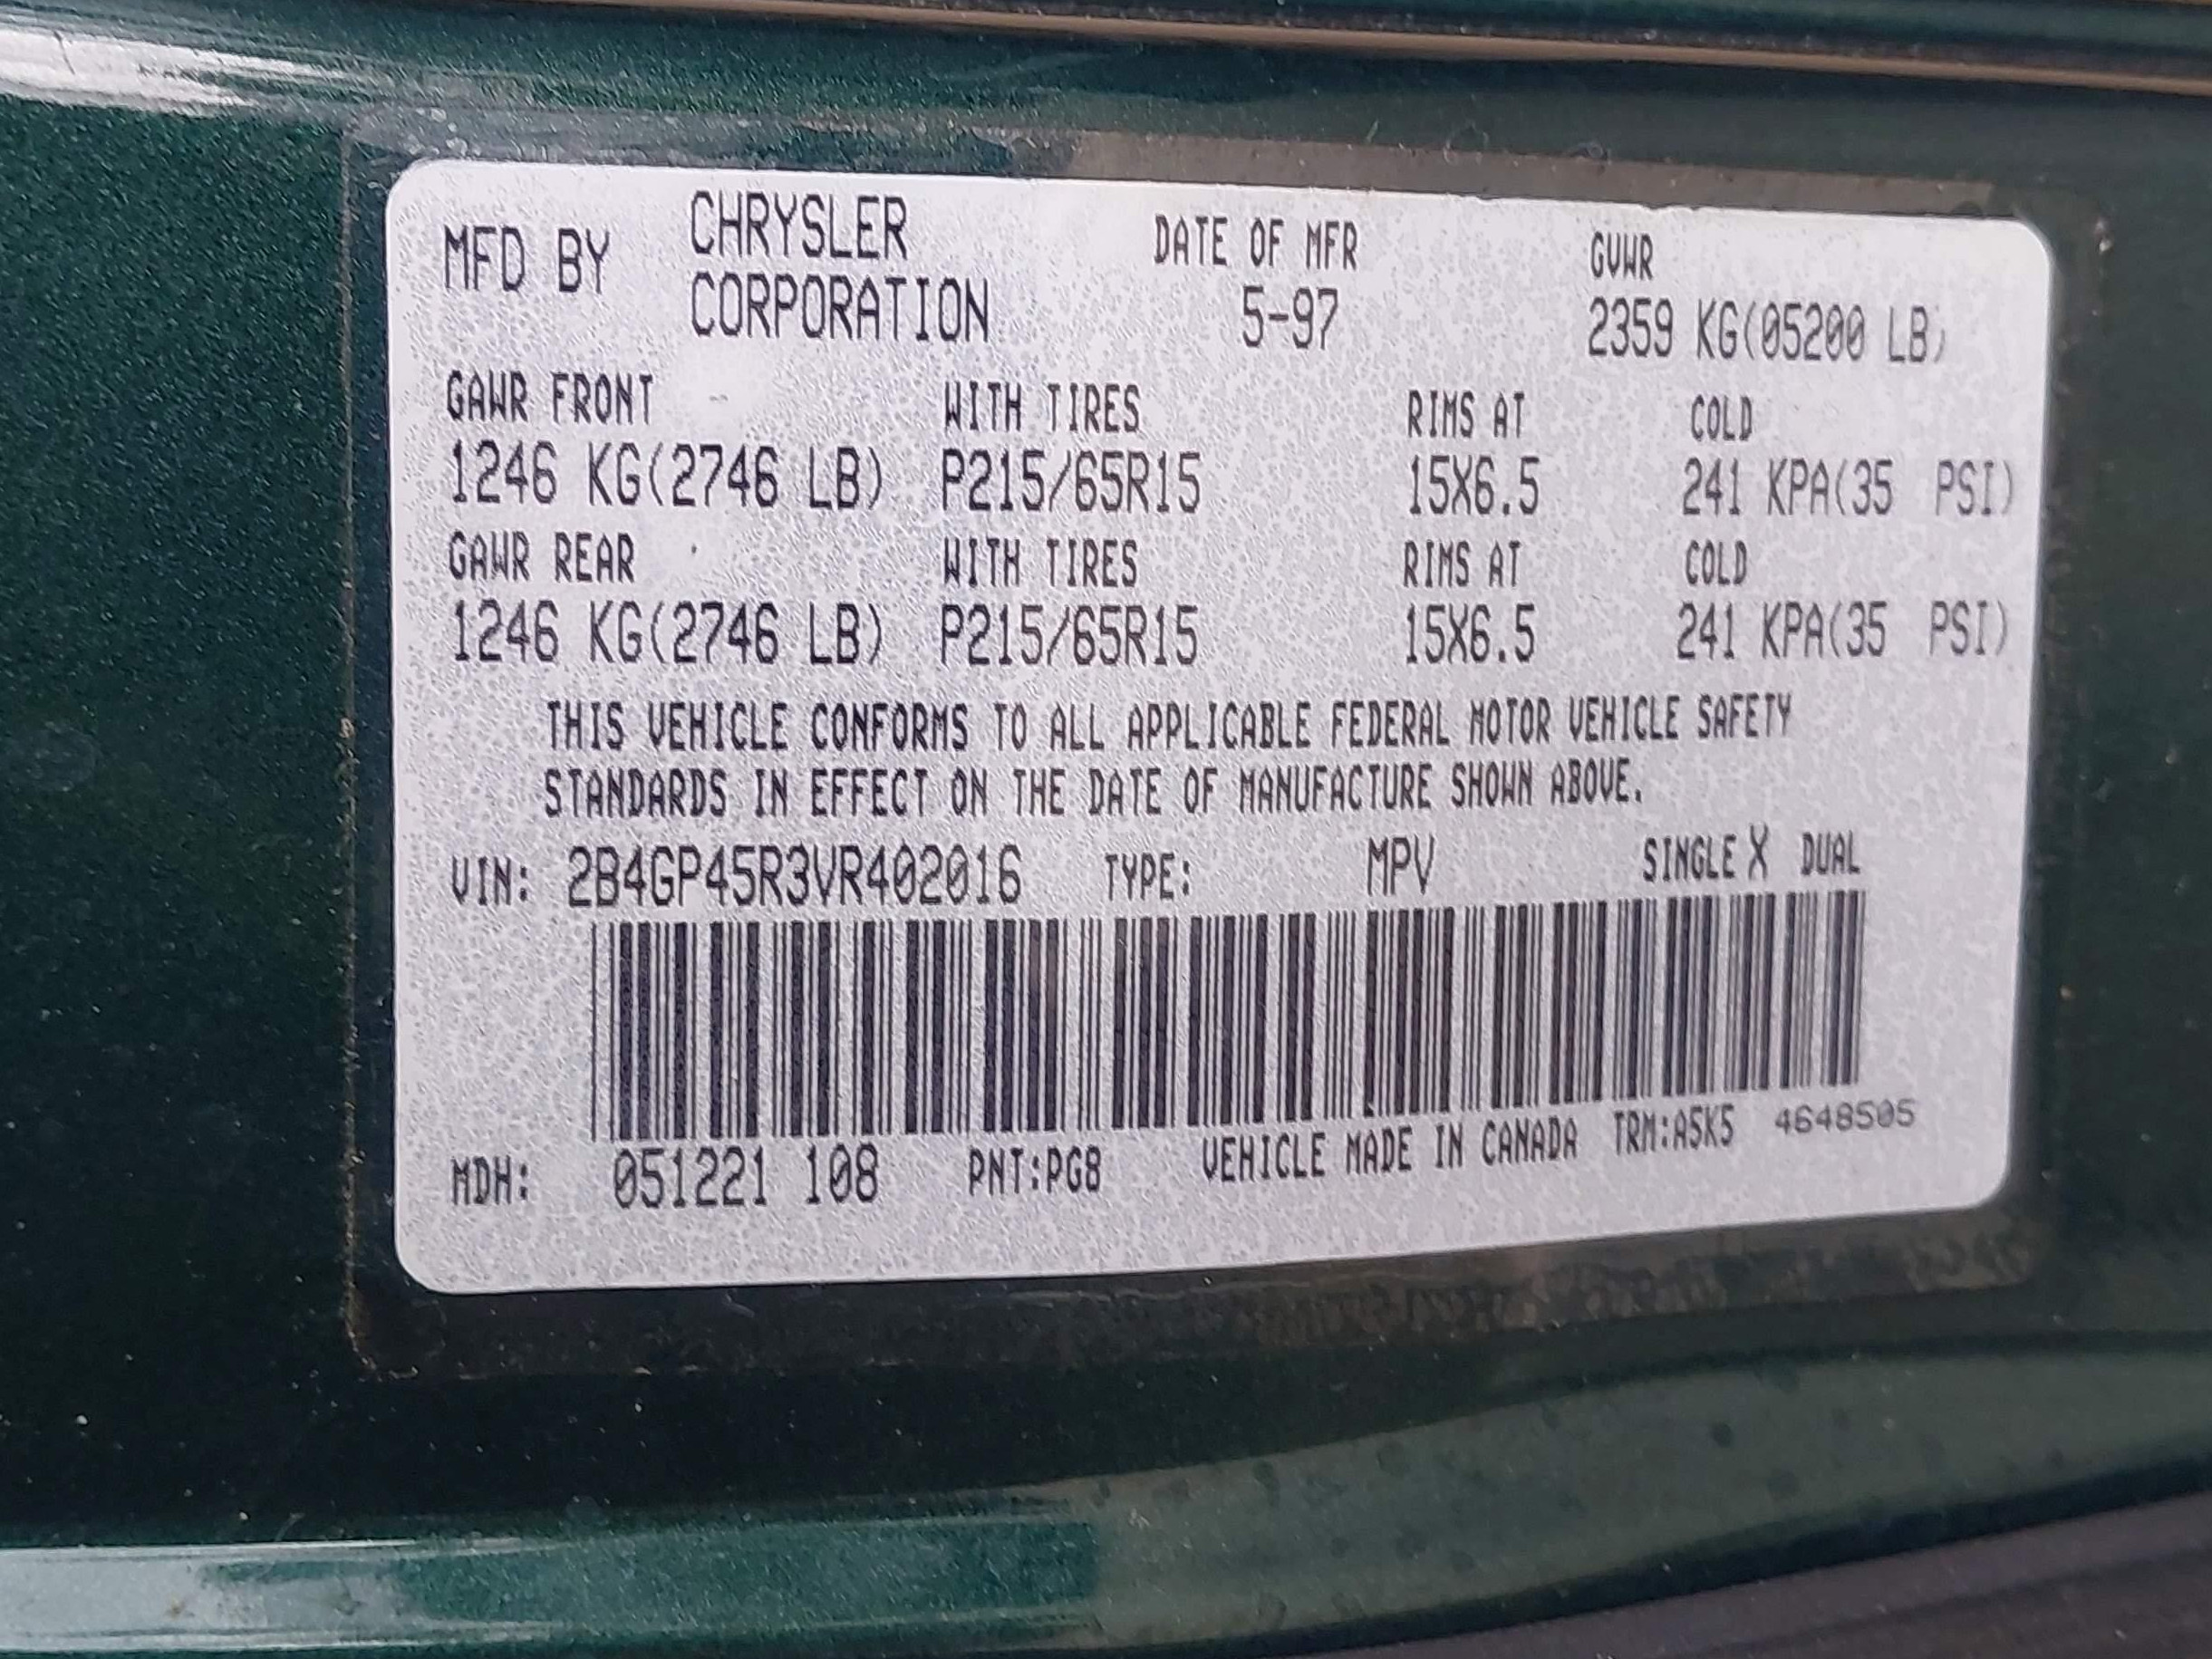 MFD BY CHRYSLER CORPORATION DATE OF MFR 5-97 GVWR 2359 KG(05200 LB)
GAWR FRONT WITH TIRES RIMS AT COLD
1246 KG(2746 LB) P215/65R15 15X6.5 241 KPA(35 PSI)
GAWR REAR WITH TIRES RIMS AT COLD
1246 KG(2746 LB) P215/65R15 15X6.5 241 KPA(35 PSI)
THIS VEHICLE CONFORMS TO ALL APPLICABLE FEDERAL MOTOR VEHICLE SAFETY
STANDARDS IN EFFECT ON THE DATE OF MANUFACTURE SHOWN ABOVE.
VIN: 2B4GP45R3VR402016 TYPE: MPV SINGLE X DUAL
MDH: 051221 108 PNT:PG8 VEHICLE MADE IN CANADA TRM:A5K5 4648505